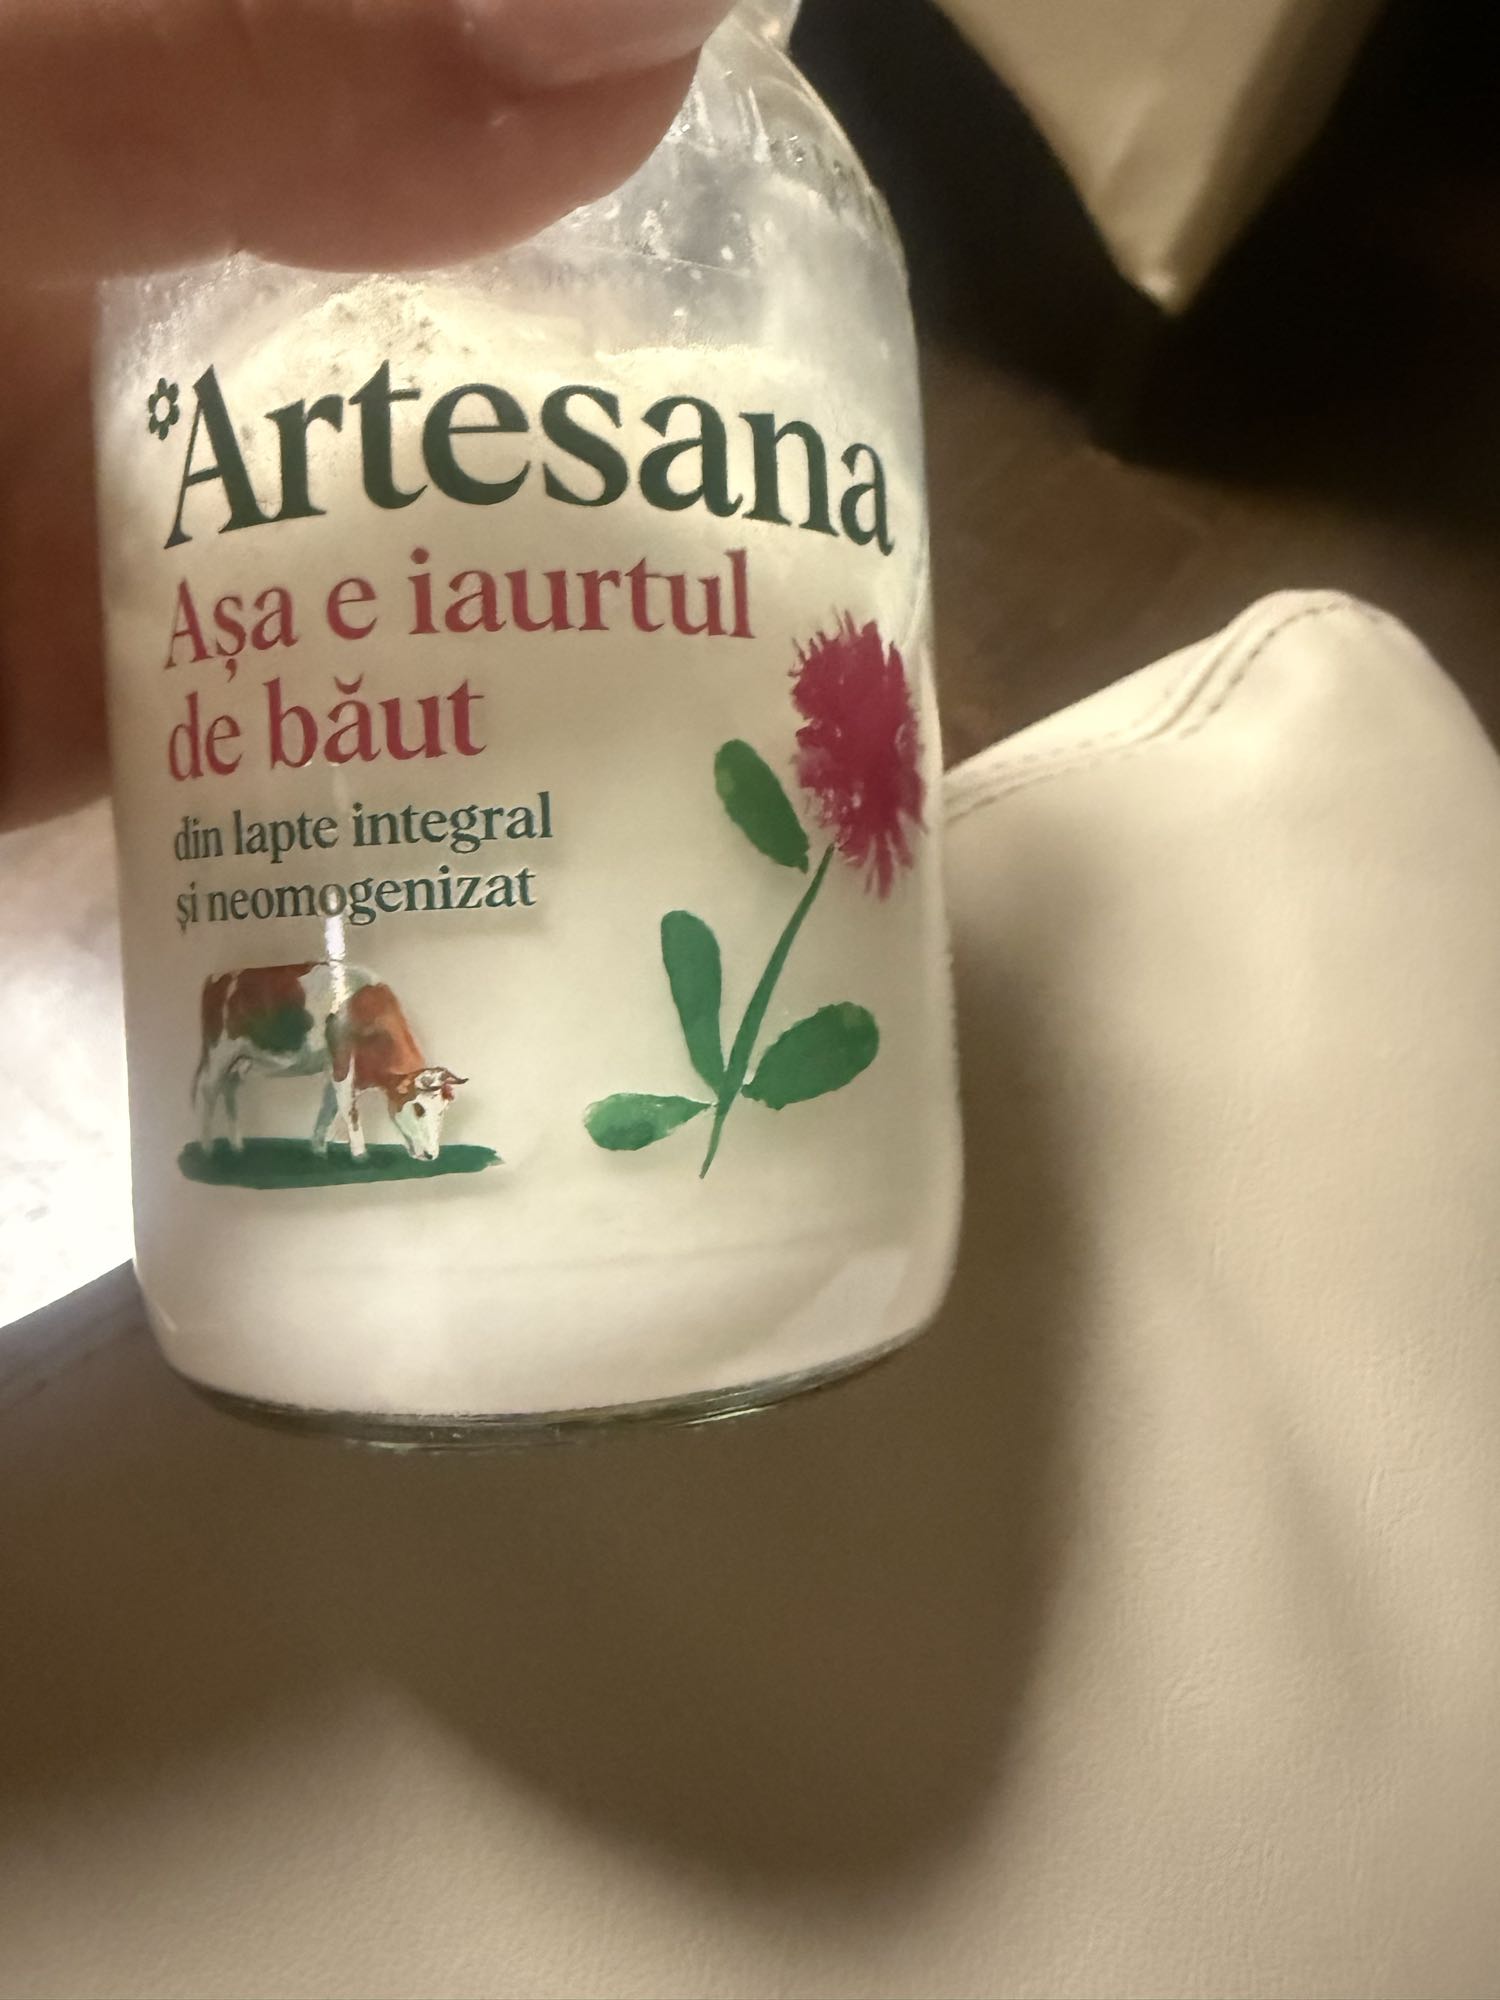 Artesana
Așa e iaurtul
de băut
din lapte integral
și neomogenizat